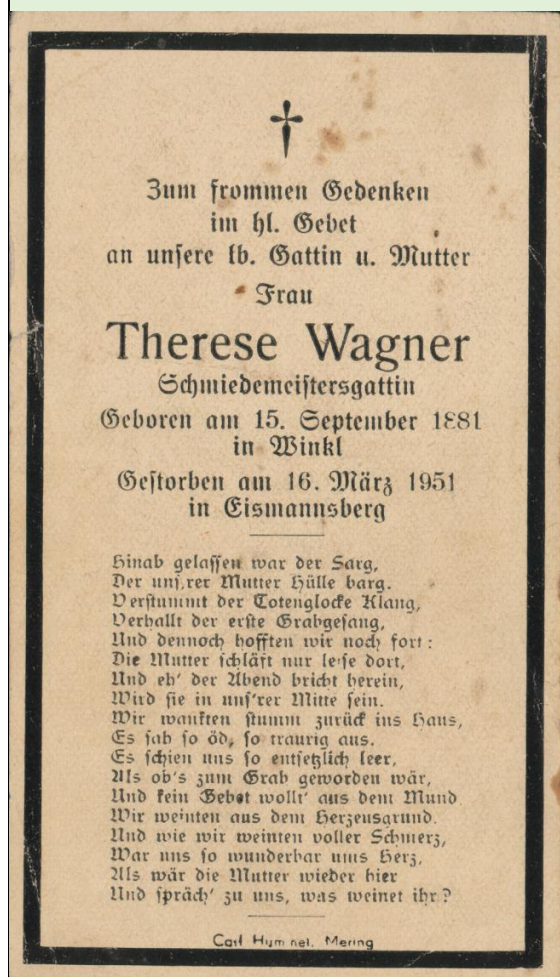 Zum frommen Gedenken
im hl. Gebet
an unsere lb. Gattin u. Mutter
Frau
Therese Wagner
Schmiedemeistersgattin
Geboren am 15. September 1881
in Winkl
Gestorben am 16. März 1951
in Eismannsberg
Hinab gelassen war der Sarg,
Der uns,rer Mutter Hülle barg.
Verstummt der Totenglocke Klang,
Verhallt der erste Grabgesang,
Und dennoch hofften wir noch fort:
Die Mutter schläft nur leise dort,
Und eh' der Abend bricht herein,
Wird sie in uns'rer Mitte sein.
Wir wankten stumm zurück ins Haus,
Es sah so öd, so traurig aus.
Es schien uns so entsetzlich leer,
Als ob's zum Grab geworden wär,
Und kein Gebet wollt' aus dem Mund.
Wir weinten aus dem Herzensgrund.
Und wie wir weinten voller Schmerz,
War uns so wunderbar ums Herz,
Als wär die Mutter wieder hier
Und spräch' zu uns, was weinet ihr?
Carl Hummel, Mering